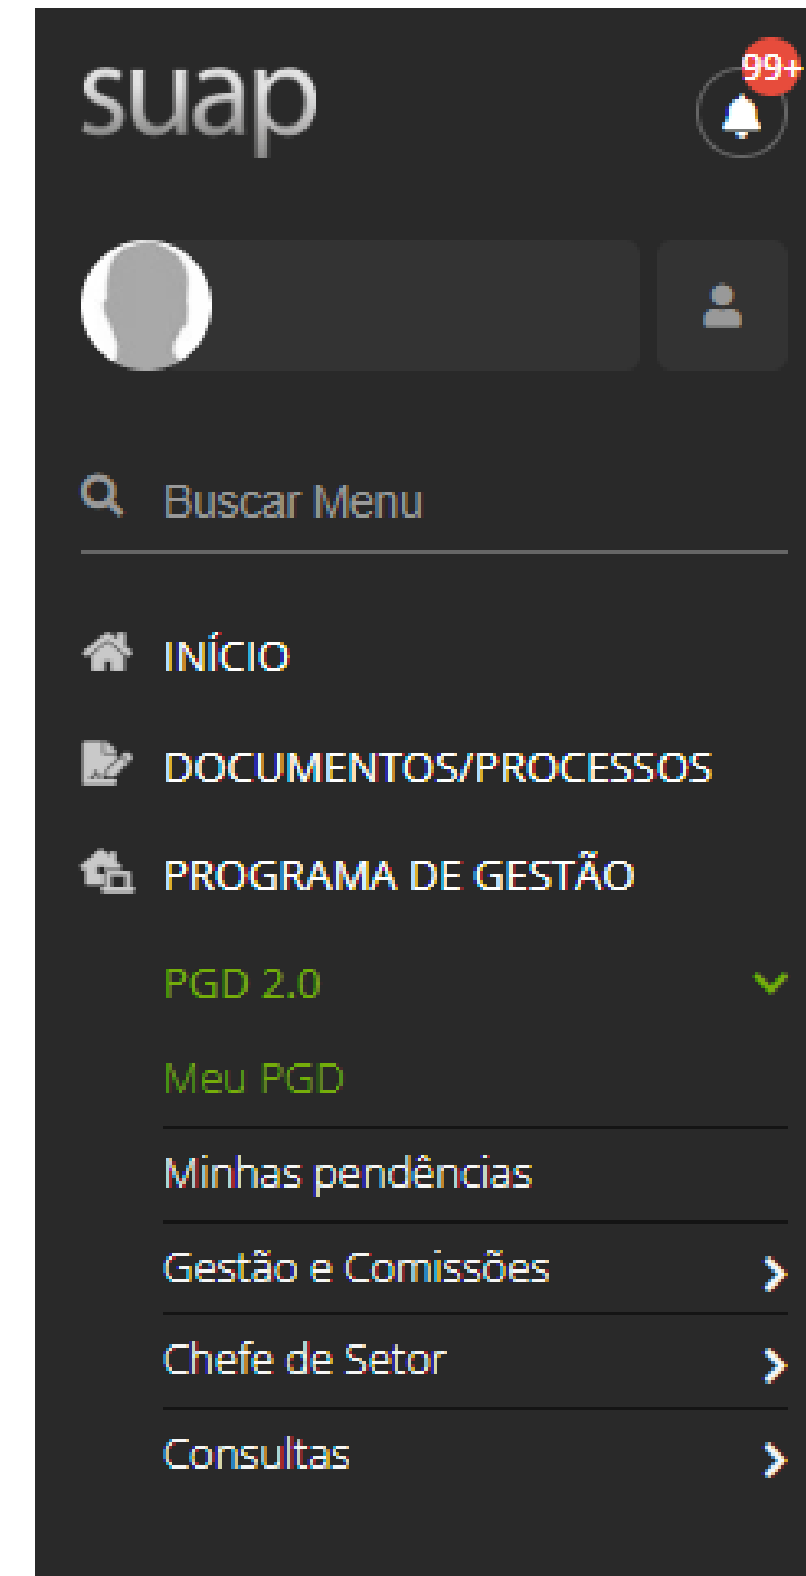 suap
99+
Buscar Menu
INÍCIO
DOCUMENTOS/PROCESSOS
PROGRAMA DE GESTÃO
PGD 2.0
Meu PGD
Minhas pendências
Gestão e Comissões
Chefe de Setor
Consultas